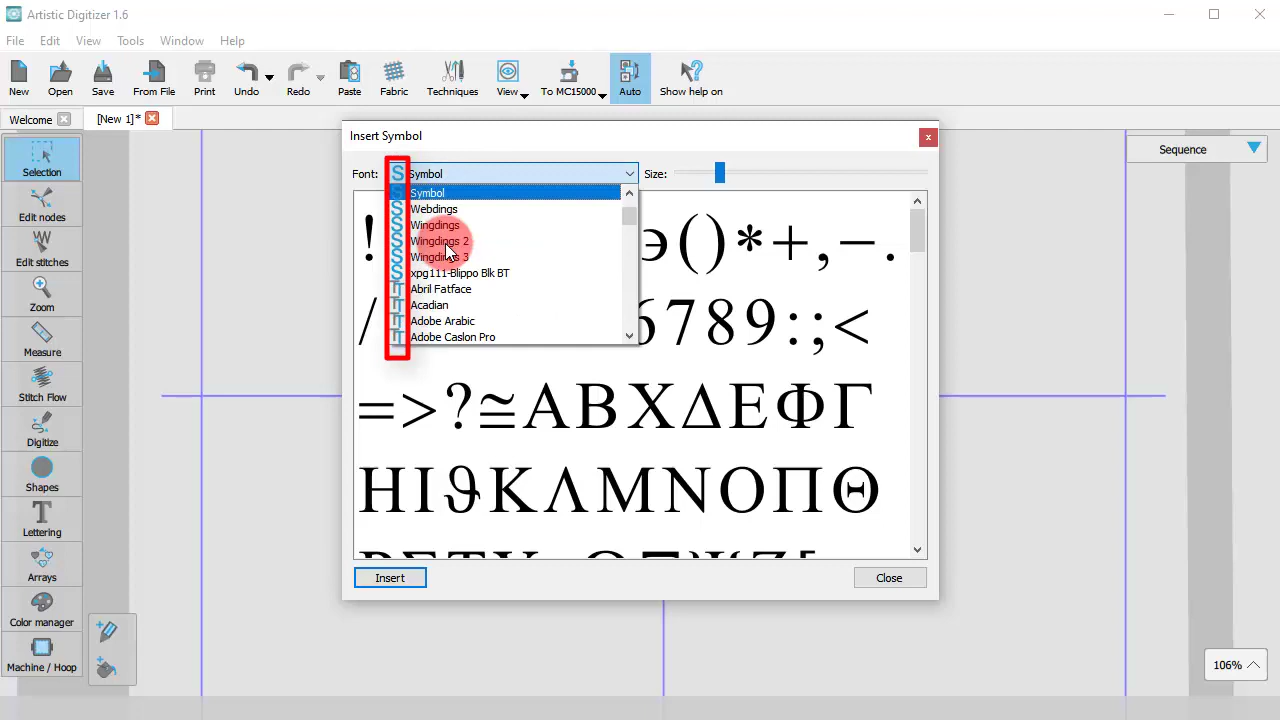 Artistic Digitizer 1.6
File Edit View Tools Window Help
New Open Save From File Print Undo Redo Paste Fabric Techniques View To MC15000 Auto Show help on
Welcome [New 1]*
Selection
Edit nodes
Edit stitches
Zoom
Measure
Stitch Flow
Digitize
Shapes
Lettering
Arrays
Color manager
Machine / Hoop
Insert Symbol
Font: Symbol Size:
Symbol
Webdings
Wingdings
Wingdings 2
Wingdings 3
xpg111-Blippo Blk BT
Abril Fatface
Acadian
Adobe Arabic
Adobe Caslon Pro
! ϶ ( ) * + , − .
/ 6 7 8 9 : ; <
= > ? ≅ Α Β Χ Δ Ε Φ Γ
Η Ι ϑ Κ Λ Μ Ν Ο Π Θ
Insert Close
Sequence
106%